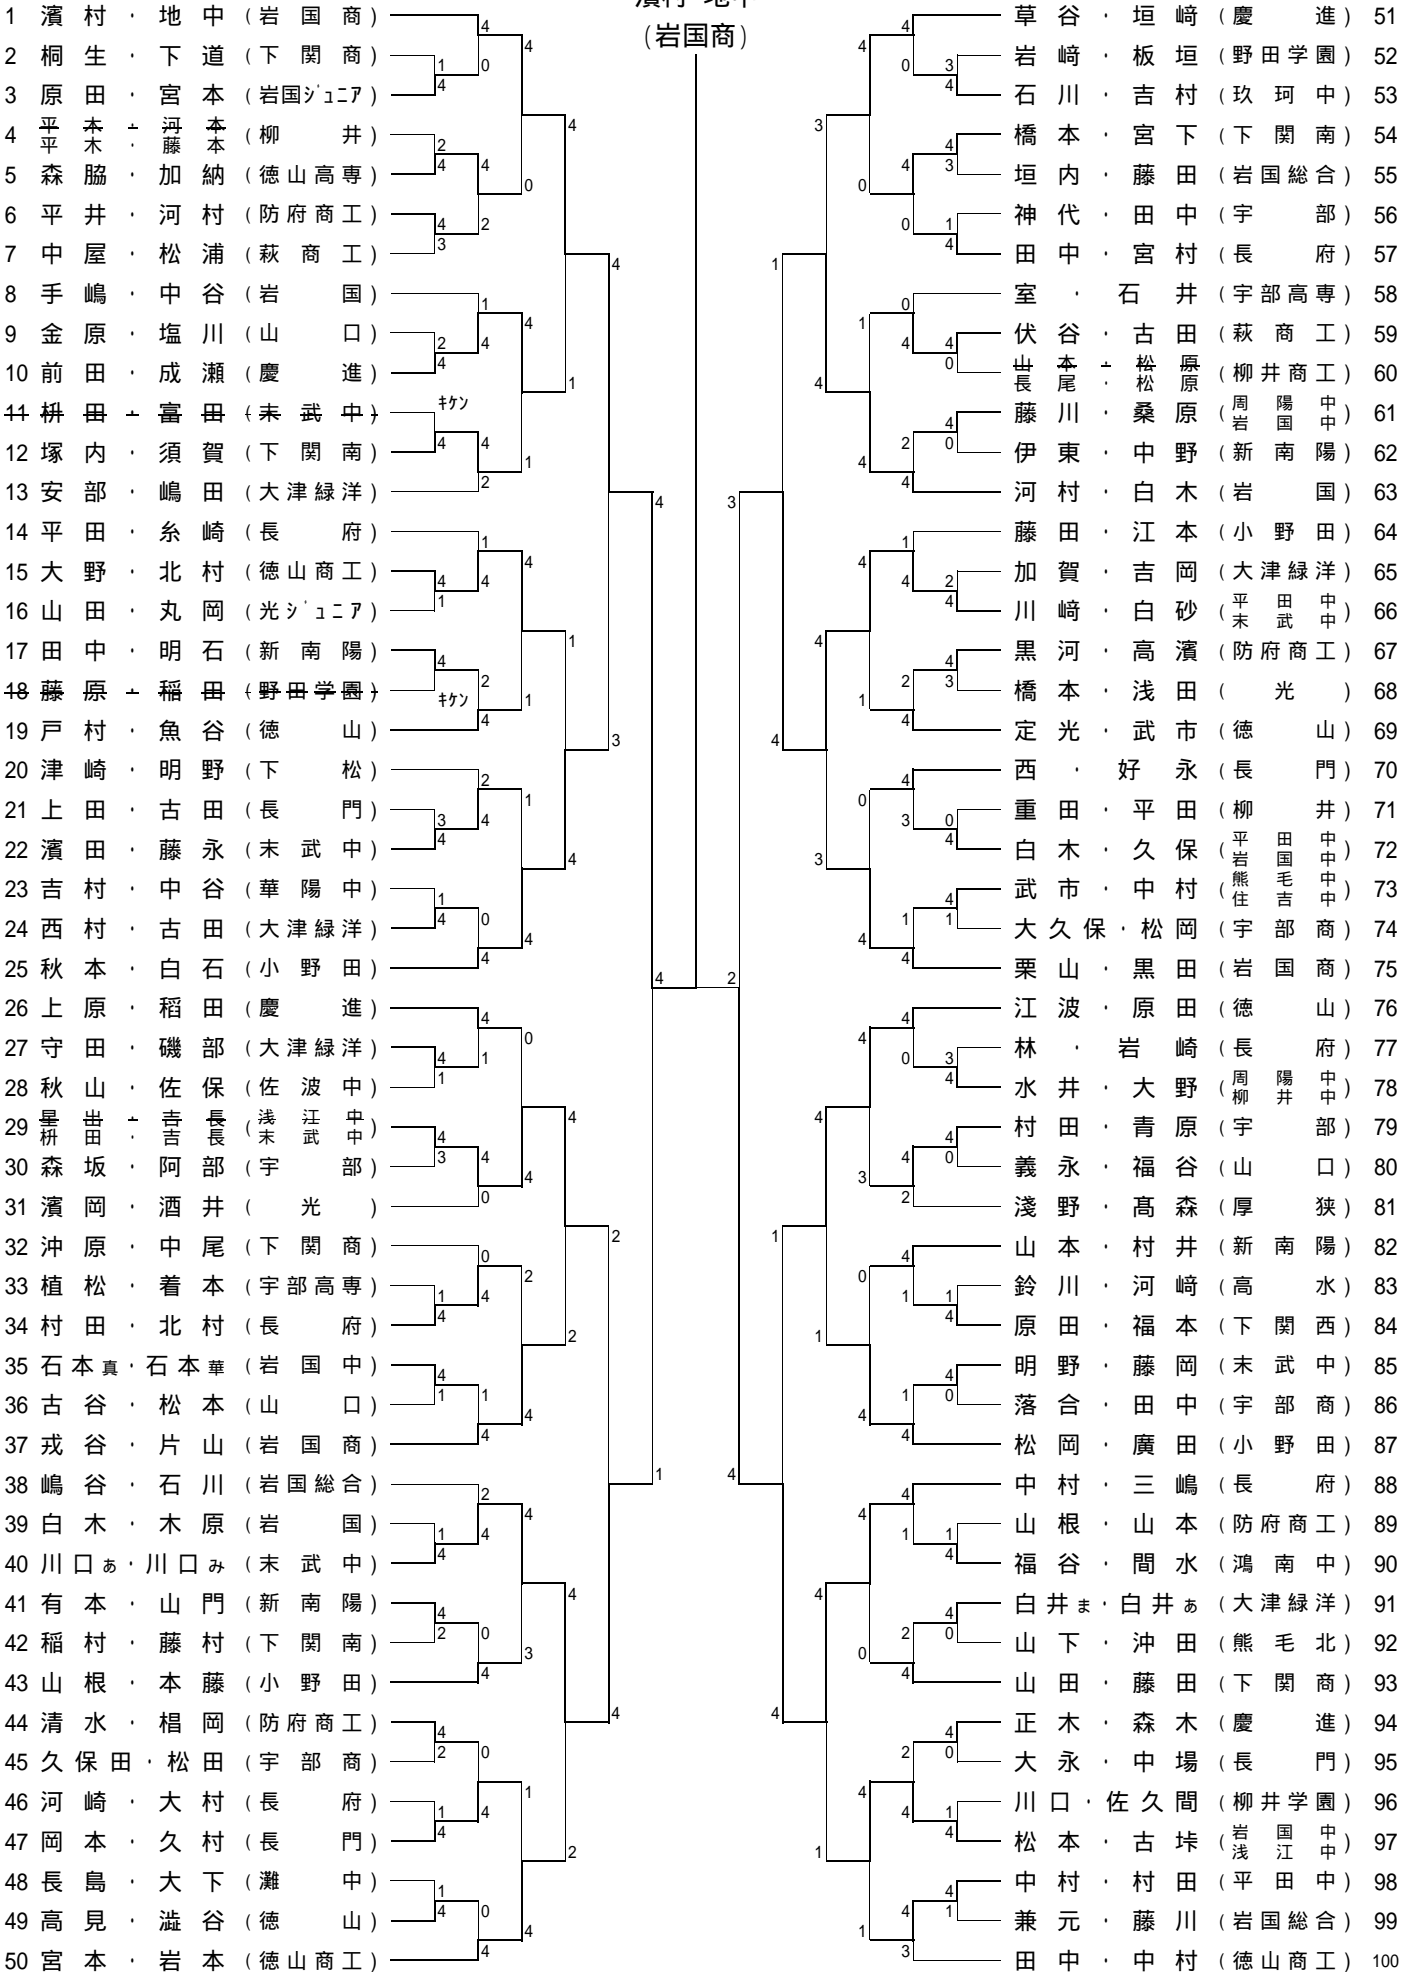 濱村・地中
(岩国商)
1 濱村・地中 (岩国商)
2 桐生・下道 (下関商)
3 原田・宮本 (岩国ジュニア)
4 平木・河本 平木・藤本 (柳井)
5 森脇・加納 (徳山高専)
6 平井・河村 (防府商工)
7 中屋・松浦 (萩商工)
8 手嶋・中谷 (岩国)
9 金原・塩川 (山口)
10 前田・成瀬 (慶進)
11 枡田・富田 (末武中) キケン
12 塚内・須賀 (下関南)
13 安部・嶋田 (大津緑洋)
14 平田・糸崎 (長府)
15 大野・北村 (徳山商工)
16 山田・丸岡 (光ジュニア)
17 田中・明石 (新南陽)
18 藤原・稲田 (野田学園) キケン
19 戸村・魚谷 (徳山)
20 津崎・明野 (下松)
21 上田・古田 (長門)
22 濱田・藤永 (末武中)
23 吉村・中谷 (華陽中)
24 西村・古田 (大津緑洋)
25 秋本・白石 (小野田)
26 上原・稻田 (慶進)
27 守田・磯部 (大津緑洋)
28 秋山・佐保 (佐波中)
29 星出・吉長 枡田・吉長 (浅江中 末武中)
30 森坂・阿部 (宇部)
31 濱岡・酒井 (光)
32 沖原・中尾 (下関商)
33 植松・着本 (宇部高専)
34 村田・北村 (長府)
35 石本真・石本華 (岩国中)
36 古谷・松本 (山口)
37 戎谷・片山 (岩国商)
38 嶋谷・石川 (岩国総合)
39 白木・木原 (岩国)
40 川口ぁ・川口み (末武中)
41 有本・山門 (新南陽)
42 稲村・藤村 (下関南)
43 山根・本藤 (小野田)
44 清水・椙岡 (防府商工)
45 久保田・松田 (宇部商)
46 河崎・大村 (長府)
47 岡本・久村 (長門)
48 長島・大下 (灘中)
49 高見・澁谷 (徳山)
50 宮本・岩本 (徳山商工)
草谷・垣﨑 (慶進) 51
岩﨑・板垣 (野田学園) 52
石川・吉村 (玖珂中) 53
橋本・宮下 (下関南) 54
垣内・藤田 (岩国総合) 55
神代・田中 (宇部) 56
田中・宮村 (長府) 57
室・石井 (宇部高専) 58
伏谷・古田 (萩商工) 59
山本・松原 長尾・松原 (柳井商工) 60
藤川・桑原 (周陽中 岩国中) 61
伊東・中野 (新南陽) 62
河村・白木 (岩国) 63
藤田・江本 (小野田) 64
加賀・吉岡 (大津緑洋) 65
川﨑・白砂 (平田中 末武中) 66
黒河・高濱 (防府商工) 67
橋本・浅田 (光) 68
定光・武市 (徳山) 69
西・好永 (長門) 70
重田・平田 (柳井) 71
白木・久保 (平田中 岩国中) 72
武市・中村 (熊毛中 住吉中) 73
大久保・松岡 (宇部商) 74
栗山・黒田 (岩国商) 75
江波・原田 (徳山) 76
林・岩崎 (長府) 77
水井・大野 (周陽中 柳井中) 78
村田・青原 (宇部) 79
義永・福谷 (山口) 80
淺野・髙森 (厚狭) 81
山本・村井 (新南陽) 82
鈴川・河﨑 (高水) 83
原田・福本 (下関西) 84
明野・藤岡 (末武中) 85
落合・田中 (宇部商) 86
松岡・廣田 (小野田) 87
中村・三嶋 (長府) 88
山根・山本 (防府商工) 89
福谷・間水 (鴻南中) 90
白井ま・白井ぁ (大津緑洋) 91
山下・沖田 (熊毛北) 92
山田・藤田 (下関商) 93
正木・森木 (慶進) 94
大永・中場 (長門) 95
川口・佐久間 (柳井学園) 96
松本・古垰 (岩国中 浅江中) 97
中村・村田 (平田中) 98
兼元・藤川 (岩国総合) 99
田中・中村 (徳山商工) 100